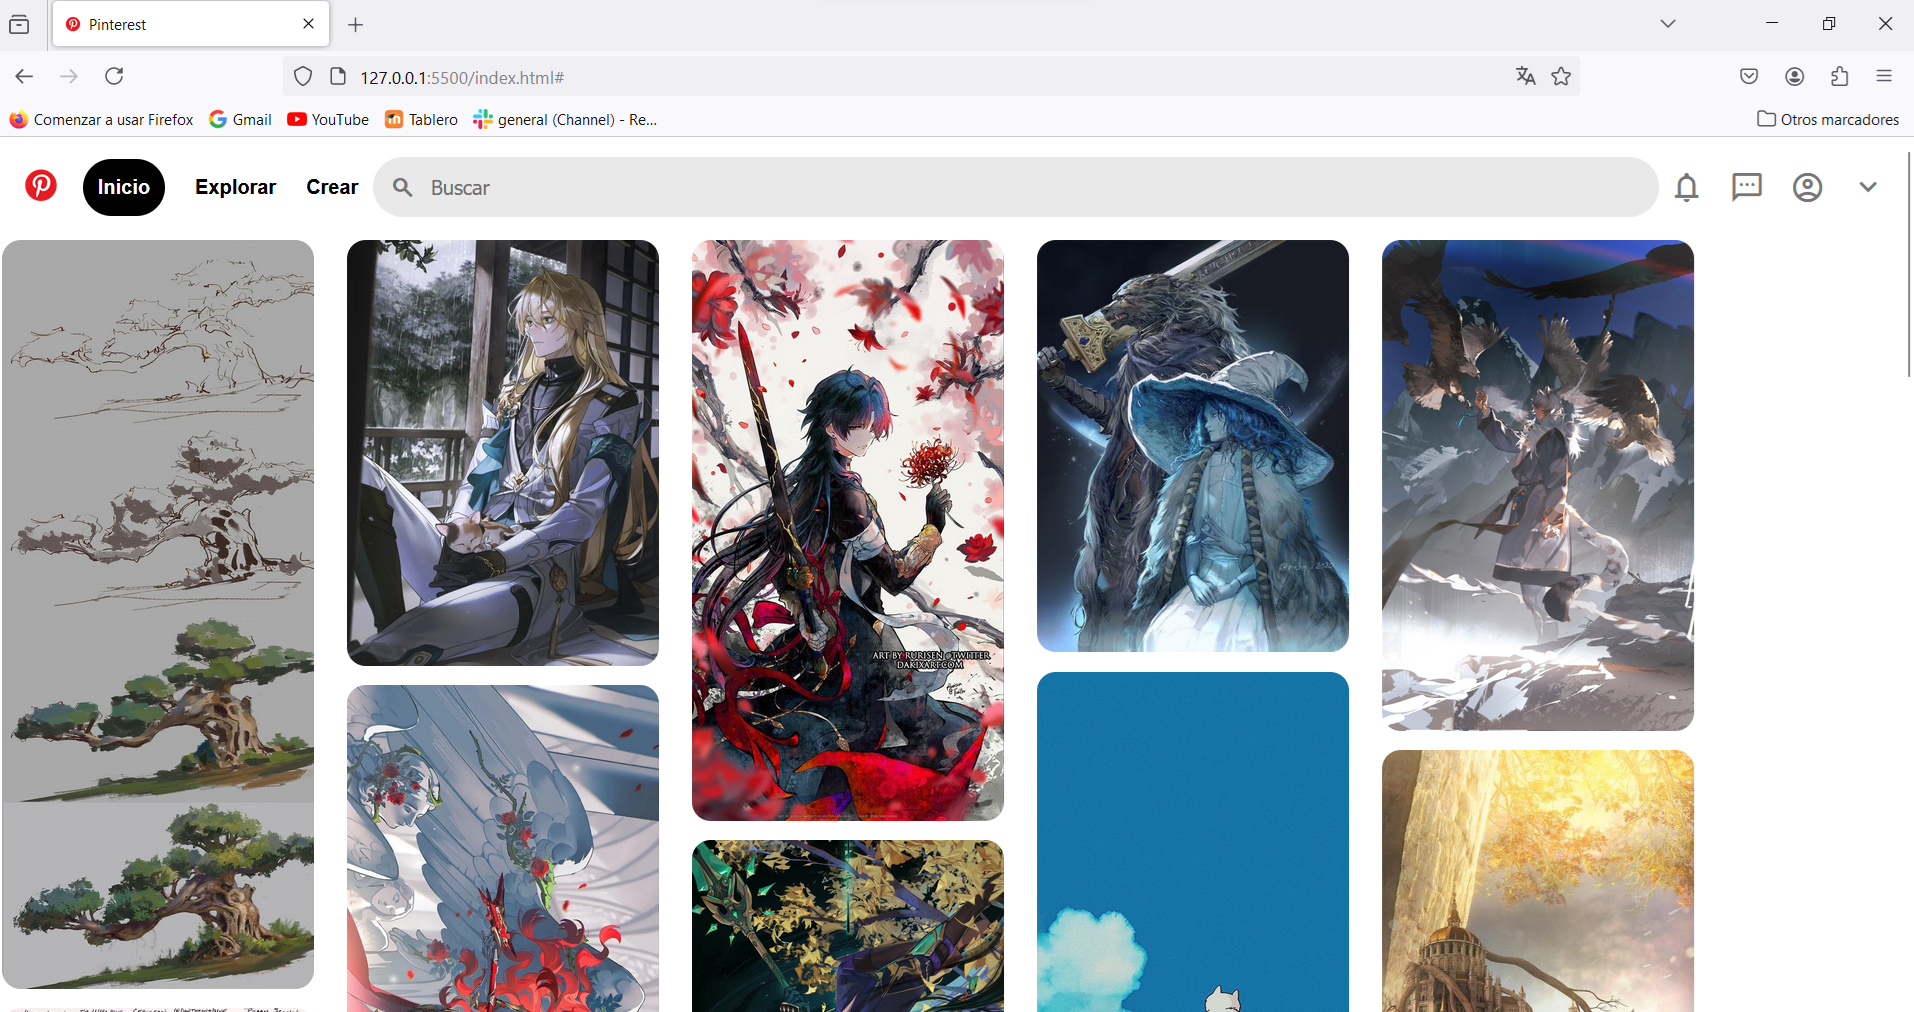 Pinterest
127.0.0.1:5500/index.html#
Comenzar a usar Firefox
Gmail
YouTube
Tablero
general (Channel) - Re...
Otros marcadores
Inicio
Explorar
Crear
Buscar
ART BY RURISEN @TWITTER
DAKIXART.COM